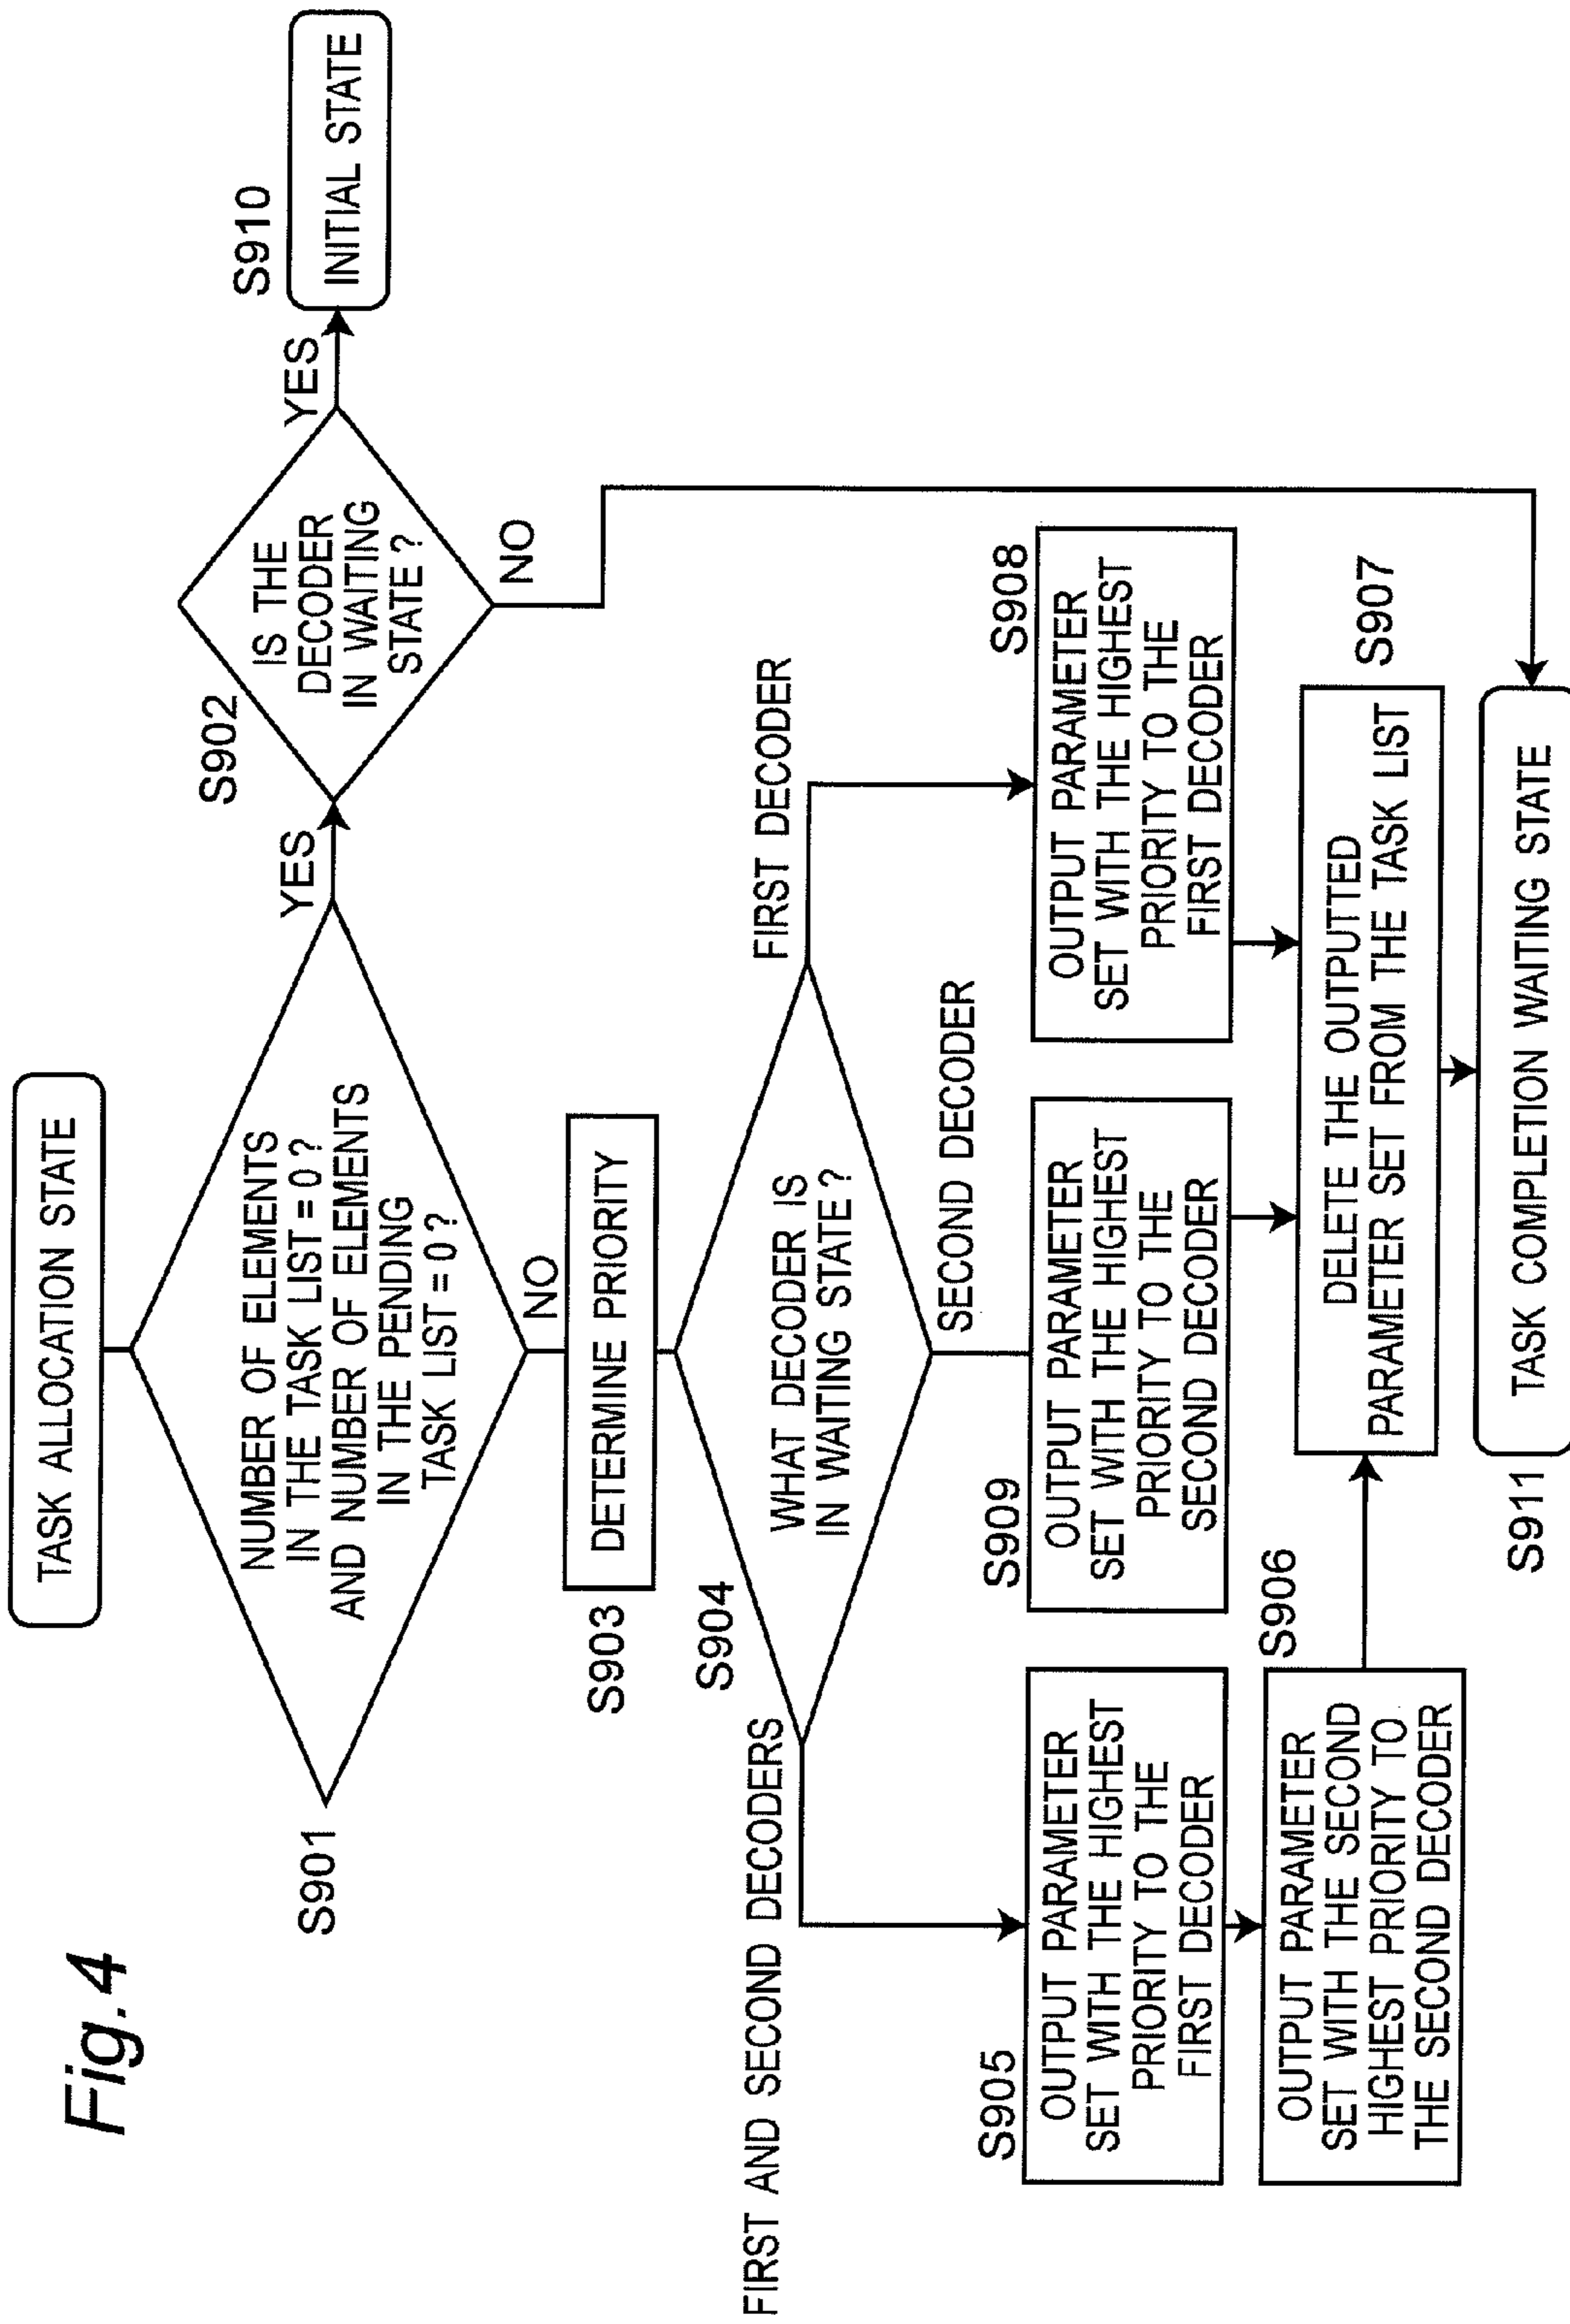 Fig.4
TASK ALLOCATION STATE
S901
NUMBER OF ELEMENTS
IN THE TASK LIST = 0 ?
AND NUMBER OF ELEMENTS
IN THE PENDING
TASK LIST = 0 ?
YES
NO
S902
IS THE
DECODER
IN WAITING
STATE ?
YES
NO
S910
INITIAL STATE
S903
DETERMINE PRIORITY
S904
WHAT DECODER IS
IN WAITING STATE ?
FIRST AND SECOND DECODERS
SECOND DECODER
FIRST DECODER
S905
OUTPUT PARAMETER
SET WITH THE HIGHEST
PRIORITY TO THE
FIRST DECODER
S909
OUTPUT PARAMETER
SET WITH THE HIGHEST
PRIORITY TO THE
SECOND DECODER
S908
OUTPUT PARAMETER
SET WITH THE HIGHEST
PRIORITY TO THE
FIRST DECODER
S906
OUTPUT PARAMETER
SET WITH THE SECOND
HIGHEST PRIORITY TO
THE SECOND DECODER
S907
DELETE THE OUTPUTTED
PARAMETER SET FROM THE TASK LIST
S911
TASK COMPLETION WAITING STATE